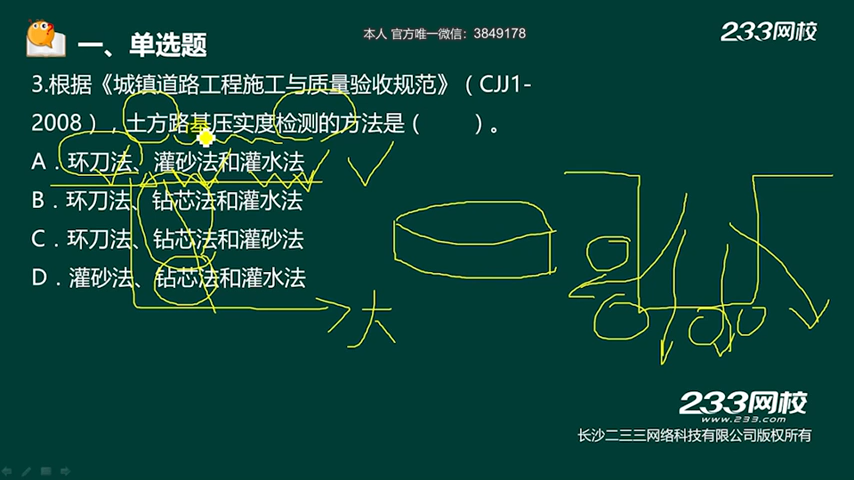 本人 官方唯一微信：3849178
233网校
一、单选题
3.根据《城镇道路工程施工与质量验收规范》（CJJ1-
2008），土方路基压实度检测的方法是（　　）。
A．环刀法、灌砂法和灌水法
B．环刀法、钻芯法和灌水法
C．环刀法、钻芯法和灌砂法
D．灌砂法、钻芯法和灌水法
大
233网校
www.233.com
长沙二三三网络科技有限公司版权所有